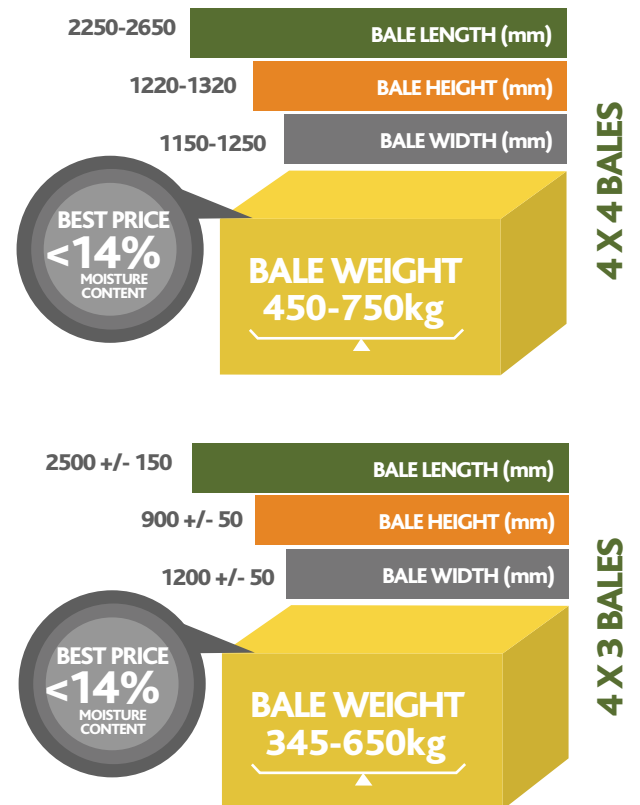 2250-2650
BALE LENGTH (mm)
1220-1320
BALE HEIGHT (mm)
1150-1250
BALE WIDTH (mm)
4 X 4 BALES
BEST PRICE
<14%
MOISTURE
CONTENT
BALE WEIGHT
450-750kg
2500 +/- 150
BALE LENGTH (mm)
900 +/- 50
BALE HEIGHT (mm)
1200 +/- 50
BALE WIDTH (mm)
4 X 3 BALES
BEST PRICE
<14%
MOISTURE
CONTENT
BALE WEIGHT
345-650kg